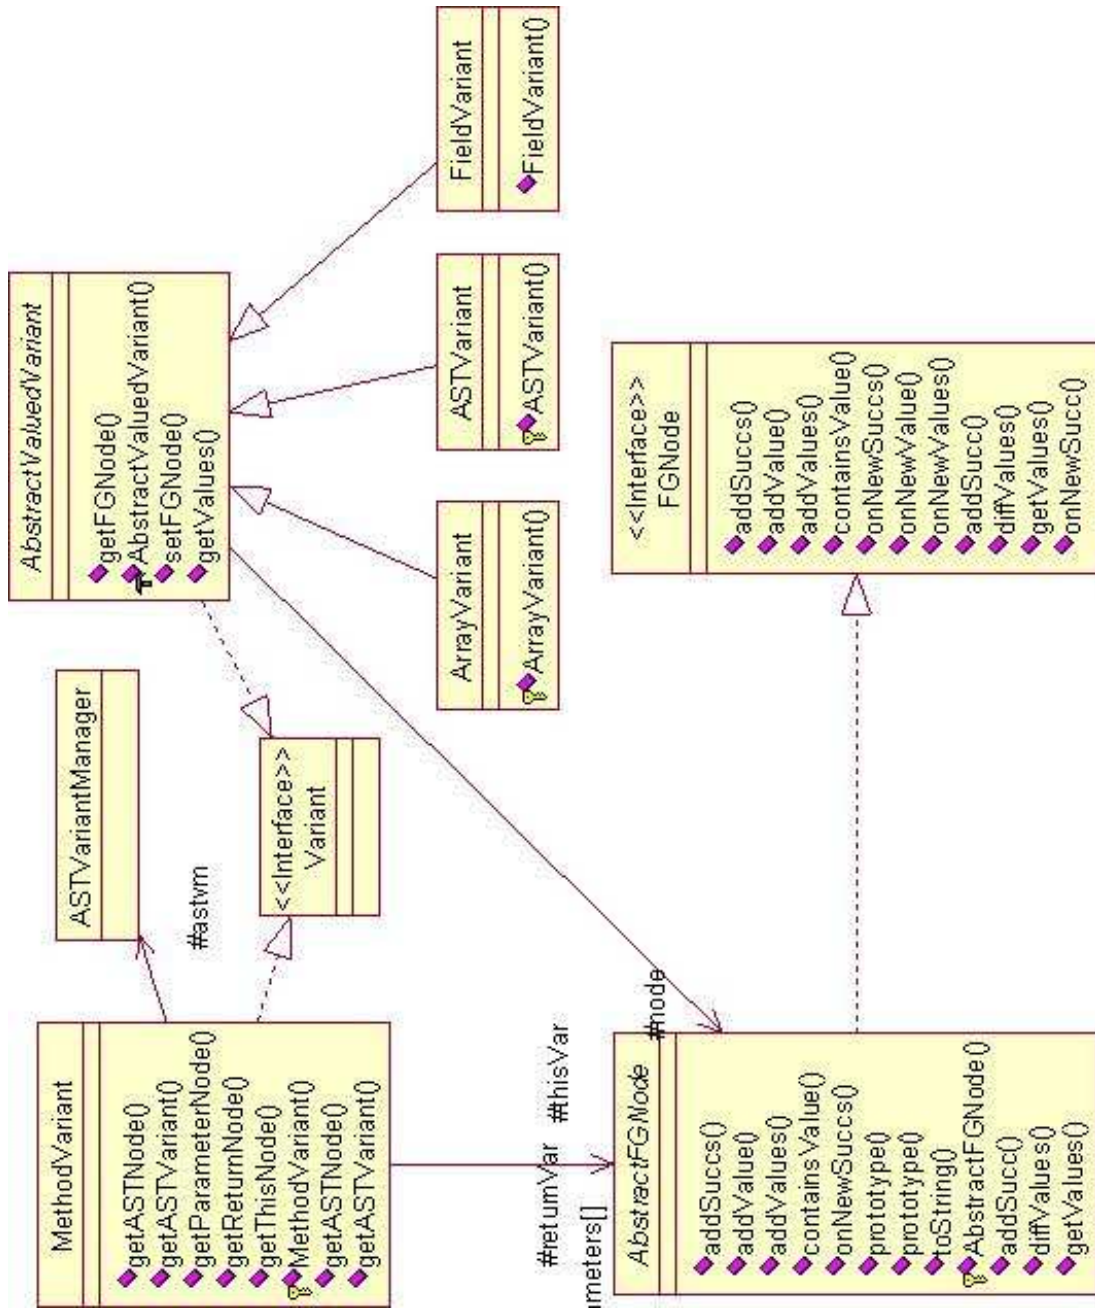 AbstractValuedVariant
getFGNode()
AbstractValuedVariant()
setFGNode()
getValues()
FieldVariant
FieldVariant()
ASTVariant
ASTVariant()
ArrayVariant
ArrayVariant()
ASTVariantManager
#astvm
<<Interface>>
Variant
<<Interface>>
FGNode
addSuccs()
addValue()
addValues()
containsValue()
onNewSuccs()
onNewValue()
onNewValues()
addSucc()
diffValues()
getValues()
onNewSucc()
MethodVariant
getASTNode()
getASTVariant()
getParameterNode()
getReturnNode()
getThisNode()
MethodVariant()
getASTNode()
getASTVariant()
#returnVar
#thisVar
#node
ameters[]
AbstractFGNode
addSuccs()
addValue()
addValues()
containsValue()
onNewSuccs()
prototype()
prototype()
toString()
AbstractFGNode()
addSucc()
diffValues()
getValues()